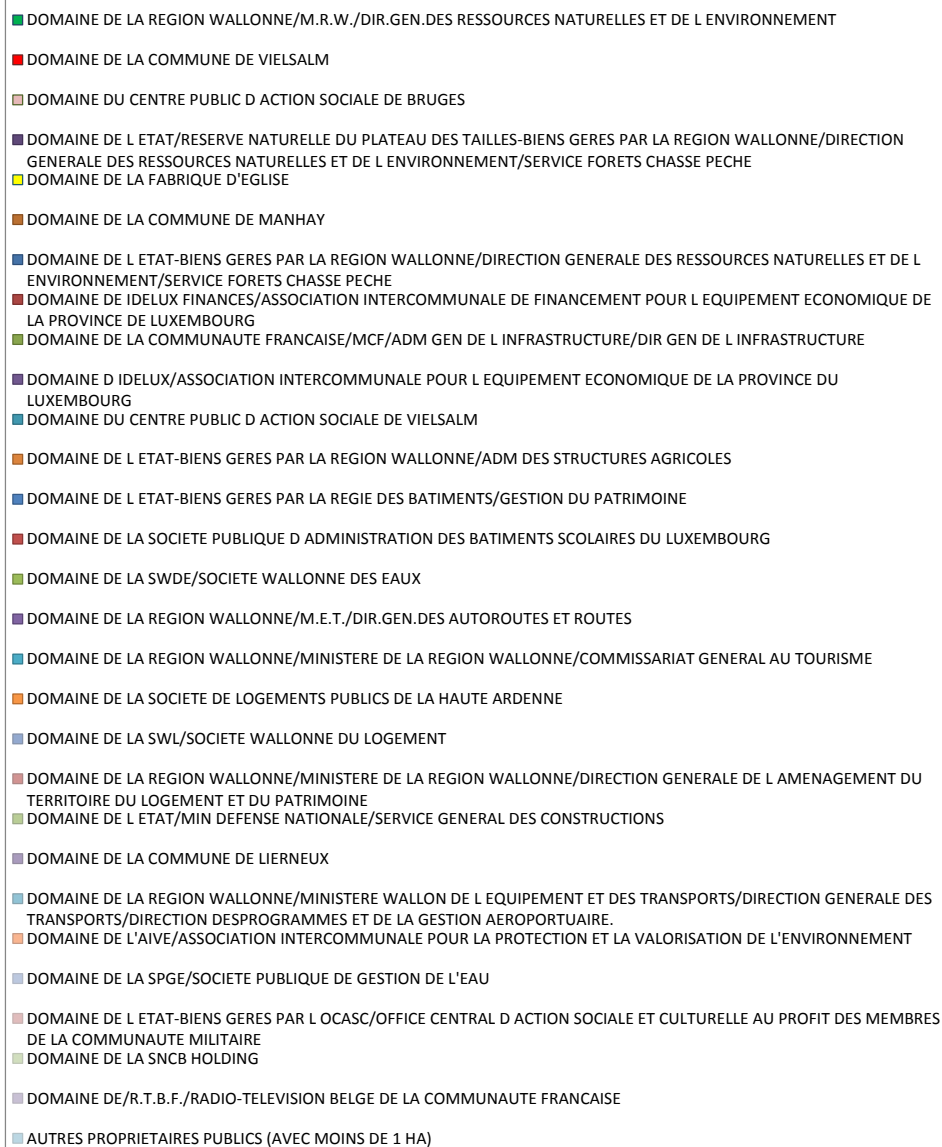 DOMAINE DE LA REGION WALLONNE/M.R.W./DIR.GEN.DES RESSOURCES NATURELLES ET DE L ENVIRONNEMENT
DOMAINE DE LA COMMUNE DE VIELSALM
DOMAINE DU CENTRE PUBLIC D ACTION SOCIALE DE BRUGES
DOMAINE DE L ETAT/RESERVE NATURELLE DU PLATEAU DES TAILLES-BIENS GERES PAR LA REGION WALLONNE/DIRECTION
GENERALE DES RESSOURCES NATURELLES ET DE L ENVIRONNEMENT/SERVICE FORETS CHASSE PECHE
DOMAINE DE LA FABRIQUE D'EGLISE
DOMAINE DE LA COMMUNE DE MANHAY
DOMAINE DE L ETAT-BIENS GERES PAR LA REGION WALLONNE/DIRECTION GENERALE DES RESSOURCES NATURELLES ET DE L
ENVIRONNEMENT/SERVICE FORETS CHASSE PECHE
DOMAINE DE IDELUX FINANCES/ASSOCIATION INTERCOMMUNALE DE FINANCEMENT POUR L EQUIPEMENT ECONOMIQUE DE
LA PROVINCE DE LUXEMBOURG
DOMAINE DE LA COMMUNAUTE FRANCAISE/MCF/ADM GEN DE L INFRASTRUCTURE/DIR GEN DE L INFRASTRUCTURE
DOMAINE D IDELUX/ASSOCIATION INTERCOMMUNALE POUR L EQUIPEMENT ECONOMIQUE DE LA PROVINCE DU
LUXEMBOURG
DOMAINE DU CENTRE PUBLIC D ACTION SOCIALE DE VIELSALM
DOMAINE DE L ETAT-BIENS GERES PAR LA REGION WALLONNE/ADM DES STRUCTURES AGRICOLES
DOMAINE DE L ETAT-BIENS GERES PAR LA REGIE DES BATIMENTS/GESTION DU PATRIMOINE
DOMAINE DE LA SOCIETE PUBLIQUE D ADMINISTRATION DES BATIMENTS SCOLAIRES DU LUXEMBOURG
DOMAINE DE LA SWDE/SOCIETE WALLONNE DES EAUX
DOMAINE DE LA REGION WALLONNE/M.E.T./DIR.GEN.DES AUTOROUTES ET ROUTES
DOMAINE DE LA REGION WALLONNE/MINISTERE DE LA REGION WALLONNE/COMMISSARIAT GENERAL AU TOURISME
DOMAINE DE LA SOCIETE DE LOGEMENTS PUBLICS DE LA HAUTE ARDENNE
DOMAINE DE LA SWL/SOCIETE WALLONNE DU LOGEMENT
DOMAINE DE LA REGION WALLONNE/MINISTERE DE LA REGION WALLONNE/DIRECTION GENERALE DE L AMENAGEMENT DU
TERRITOIRE DU LOGEMENT ET DU PATRIMOINE
DOMAINE DE L ETAT/MIN DEFENSE NATIONALE/SERVICE GENERAL DES CONSTRUCTIONS
DOMAINE DE LA COMMUNE DE LIERNEUX
DOMAINE DE LA REGION WALLONNE/MINISTERE WALLON DE L EQUIPEMENT ET DES TRANSPORTS/DIRECTION GENERALE DES
TRANSPORTS/DIRECTION DESPROGRAMMES ET DE LA GESTION AEROPORTUAIRE.
DOMAINE DE L'AIVE/ASSOCIATION INTERCOMMUNALE POUR LA PROTECTION ET LA VALORISATION DE L'ENVIRONNEMENT
DOMAINE DE LA SPGE/SOCIETE PUBLIQUE DE GESTION DE L'EAU
DOMAINE DE L ETAT-BIENS GERES PAR L OCASC/OFFICE CENTRAL D ACTION SOCIALE ET CULTURELLE AU PROFIT DES MEMBRES
DE LA COMMUNAUTE MILITAIRE
DOMAINE DE LA SNCB HOLDING
DOMAINE DE/R.T.B.F./RADIO-TELEVISION BELGE DE LA COMMUNAUTE FRANCAISE
AUTRES PROPRIETAIRES PUBLICS (AVEC MOINS DE 1 HA)